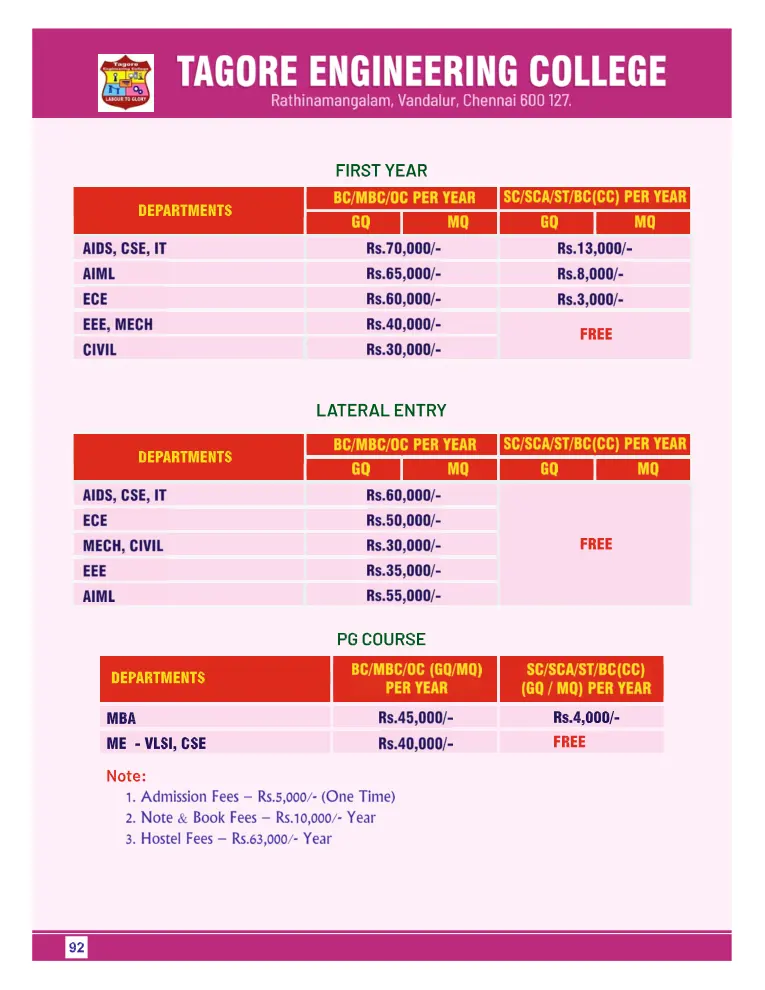 Tagore
Engineering College
LABOUR TO GLORY
TAGORE ENGINEERING COLLEGE
Rathinamangalam, Vandalur, Chennai 600 127.
FIRST YEAR
DEPARTMENTS BC/MBC/OC PER YEAR SC/SCA/ST/BC(CC) PER YEAR
GQ MQ GQ MQ
AIDS, CSE, IT Rs.70,000/- Rs.13,000/-
AIML Rs.65,000/- Rs.8,000/-
ECE Rs.60,000/- Rs.3,000/-
EEE, MECH Rs.40,000/- FREE
CIVIL Rs.30,000/-
LATERAL ENTRY
DEPARTMENTS BC/MBC/OC PER YEAR SC/SCA/ST/BC(CC) PER YEAR
GQ MQ GQ MQ
AIDS, CSE, IT Rs.60,000/-
ECE Rs.50,000/-
MECH, CIVIL Rs.30,000/- FREE
EEE Rs.35,000/-
AIML Rs.55,000/-
PG COURSE
DEPARTMENTS BC/MBC/OC (GQ/MQ) SC/SCA/ST/BC(CC)
PER YEAR (GQ / MQ) PER YEAR
MBA Rs.45,000/- Rs.4,000/-
ME - VLSI, CSE Rs.40,000/- FREE
Note:
1. Admission Fees – Rs.5,000/- (One Time)
2. Note & Book Fees – Rs.10,000/- Year
3. Hostel Fees – Rs.63,000/- Year
92